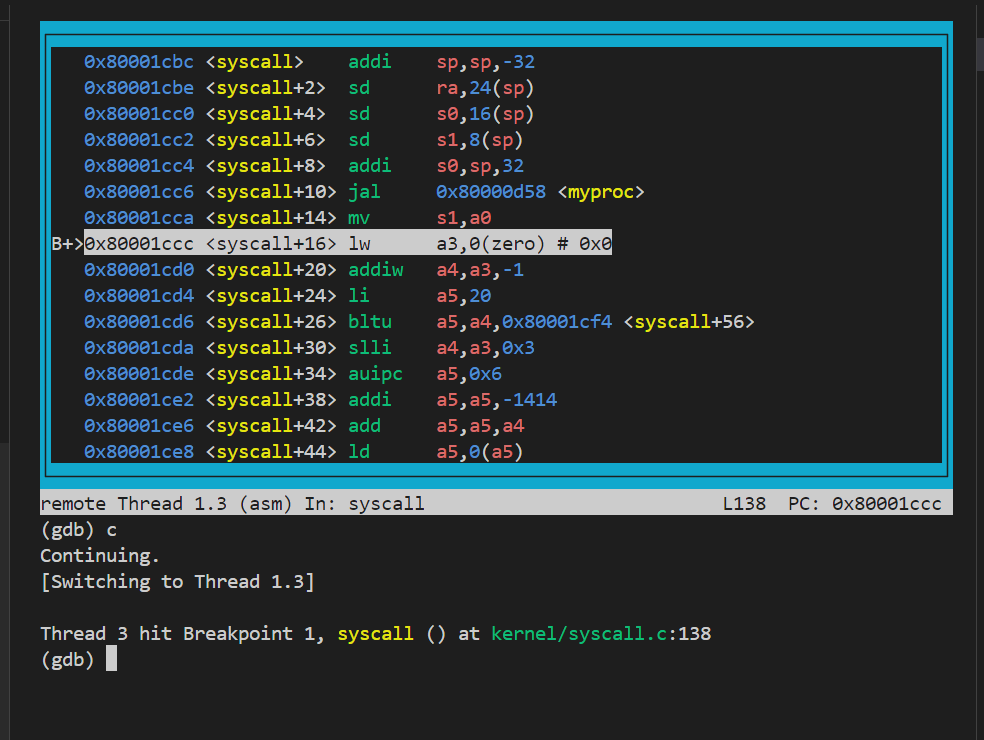 0x80001cbc <syscall> addi sp,sp,-32
0x80001cbe <syscall+2> sd ra,24(sp)
0x80001cc0 <syscall+4> sd s0,16(sp)
0x80001cc2 <syscall+6> sd s1,8(sp)
0x80001cc4 <syscall+8> addi s0,sp,32
0x80001cc6 <syscall+10> jal 0x80000d58 <myproc>
0x80001cca <syscall+14> mv s1,a0
B+>0x80001ccc <syscall+16> lw a3,0(zero) # 0x0
0x80001cd0 <syscall+20> addiw a4,a3,-1
0x80001cd4 <syscall+24> li a5,20
0x80001cd6 <syscall+26> bltu a5,a4,0x80001cf4 <syscall+56>
0x80001cda <syscall+30> slli a4,a3,0x3
0x80001cde <syscall+34> auipc a5,0x6
0x80001ce2 <syscall+38> addi a5,a5,-1414
0x80001ce6 <syscall+42> add a5,a5,a4
0x80001ce8 <syscall+44> ld a5,0(a5)
remote Thread 1.3 (asm) In: syscall L138 PC: 0x80001ccc
(gdb) c
Continuing.
[Switching to Thread 1.3]
Thread 3 hit Breakpoint 1, syscall () at kernel/syscall.c:138
(gdb)